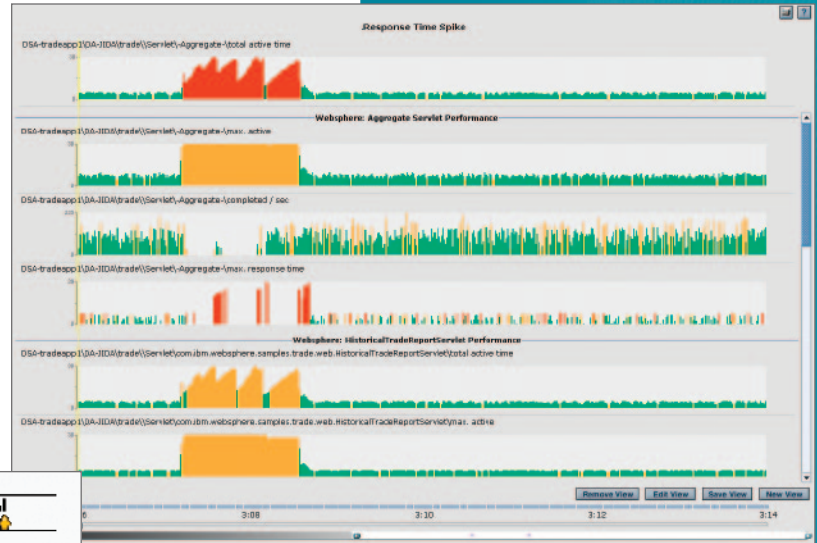 Response Time Spike
DSA-tradeapp1\DA-JIDA\trade\\Servlet\-Aggregate-\total active time
Websphere: Aggregate Servlet Performance
DSA-tradeapp1\DA-JIDA\trade\\Servlet\-Aggregate-\max. active
DSA-tradeapp1\DA-JIDA\trade\\Servlet\-Aggregate-\completed / sec
DSA-tradeapp1\DA-JIDA\trade\\Servlet\-Aggregate-\max. response time
Websphere: HistoricalTradeReportServlet Performance
DSA-tradeapp1\DA-JIDA\trade\\Servlet\com.ibm.websphere.samples.trade.web.HistoricalTradeReportServlet\total active time
DSA-tradeapp1\DA-JIDA\trade\\Servlet\com.ibm.websphere.samples.trade.web.HistoricalTradeReportServlet\max. active
Remove View Edit View Save View New View
3:08 3:10 3:12 3:14